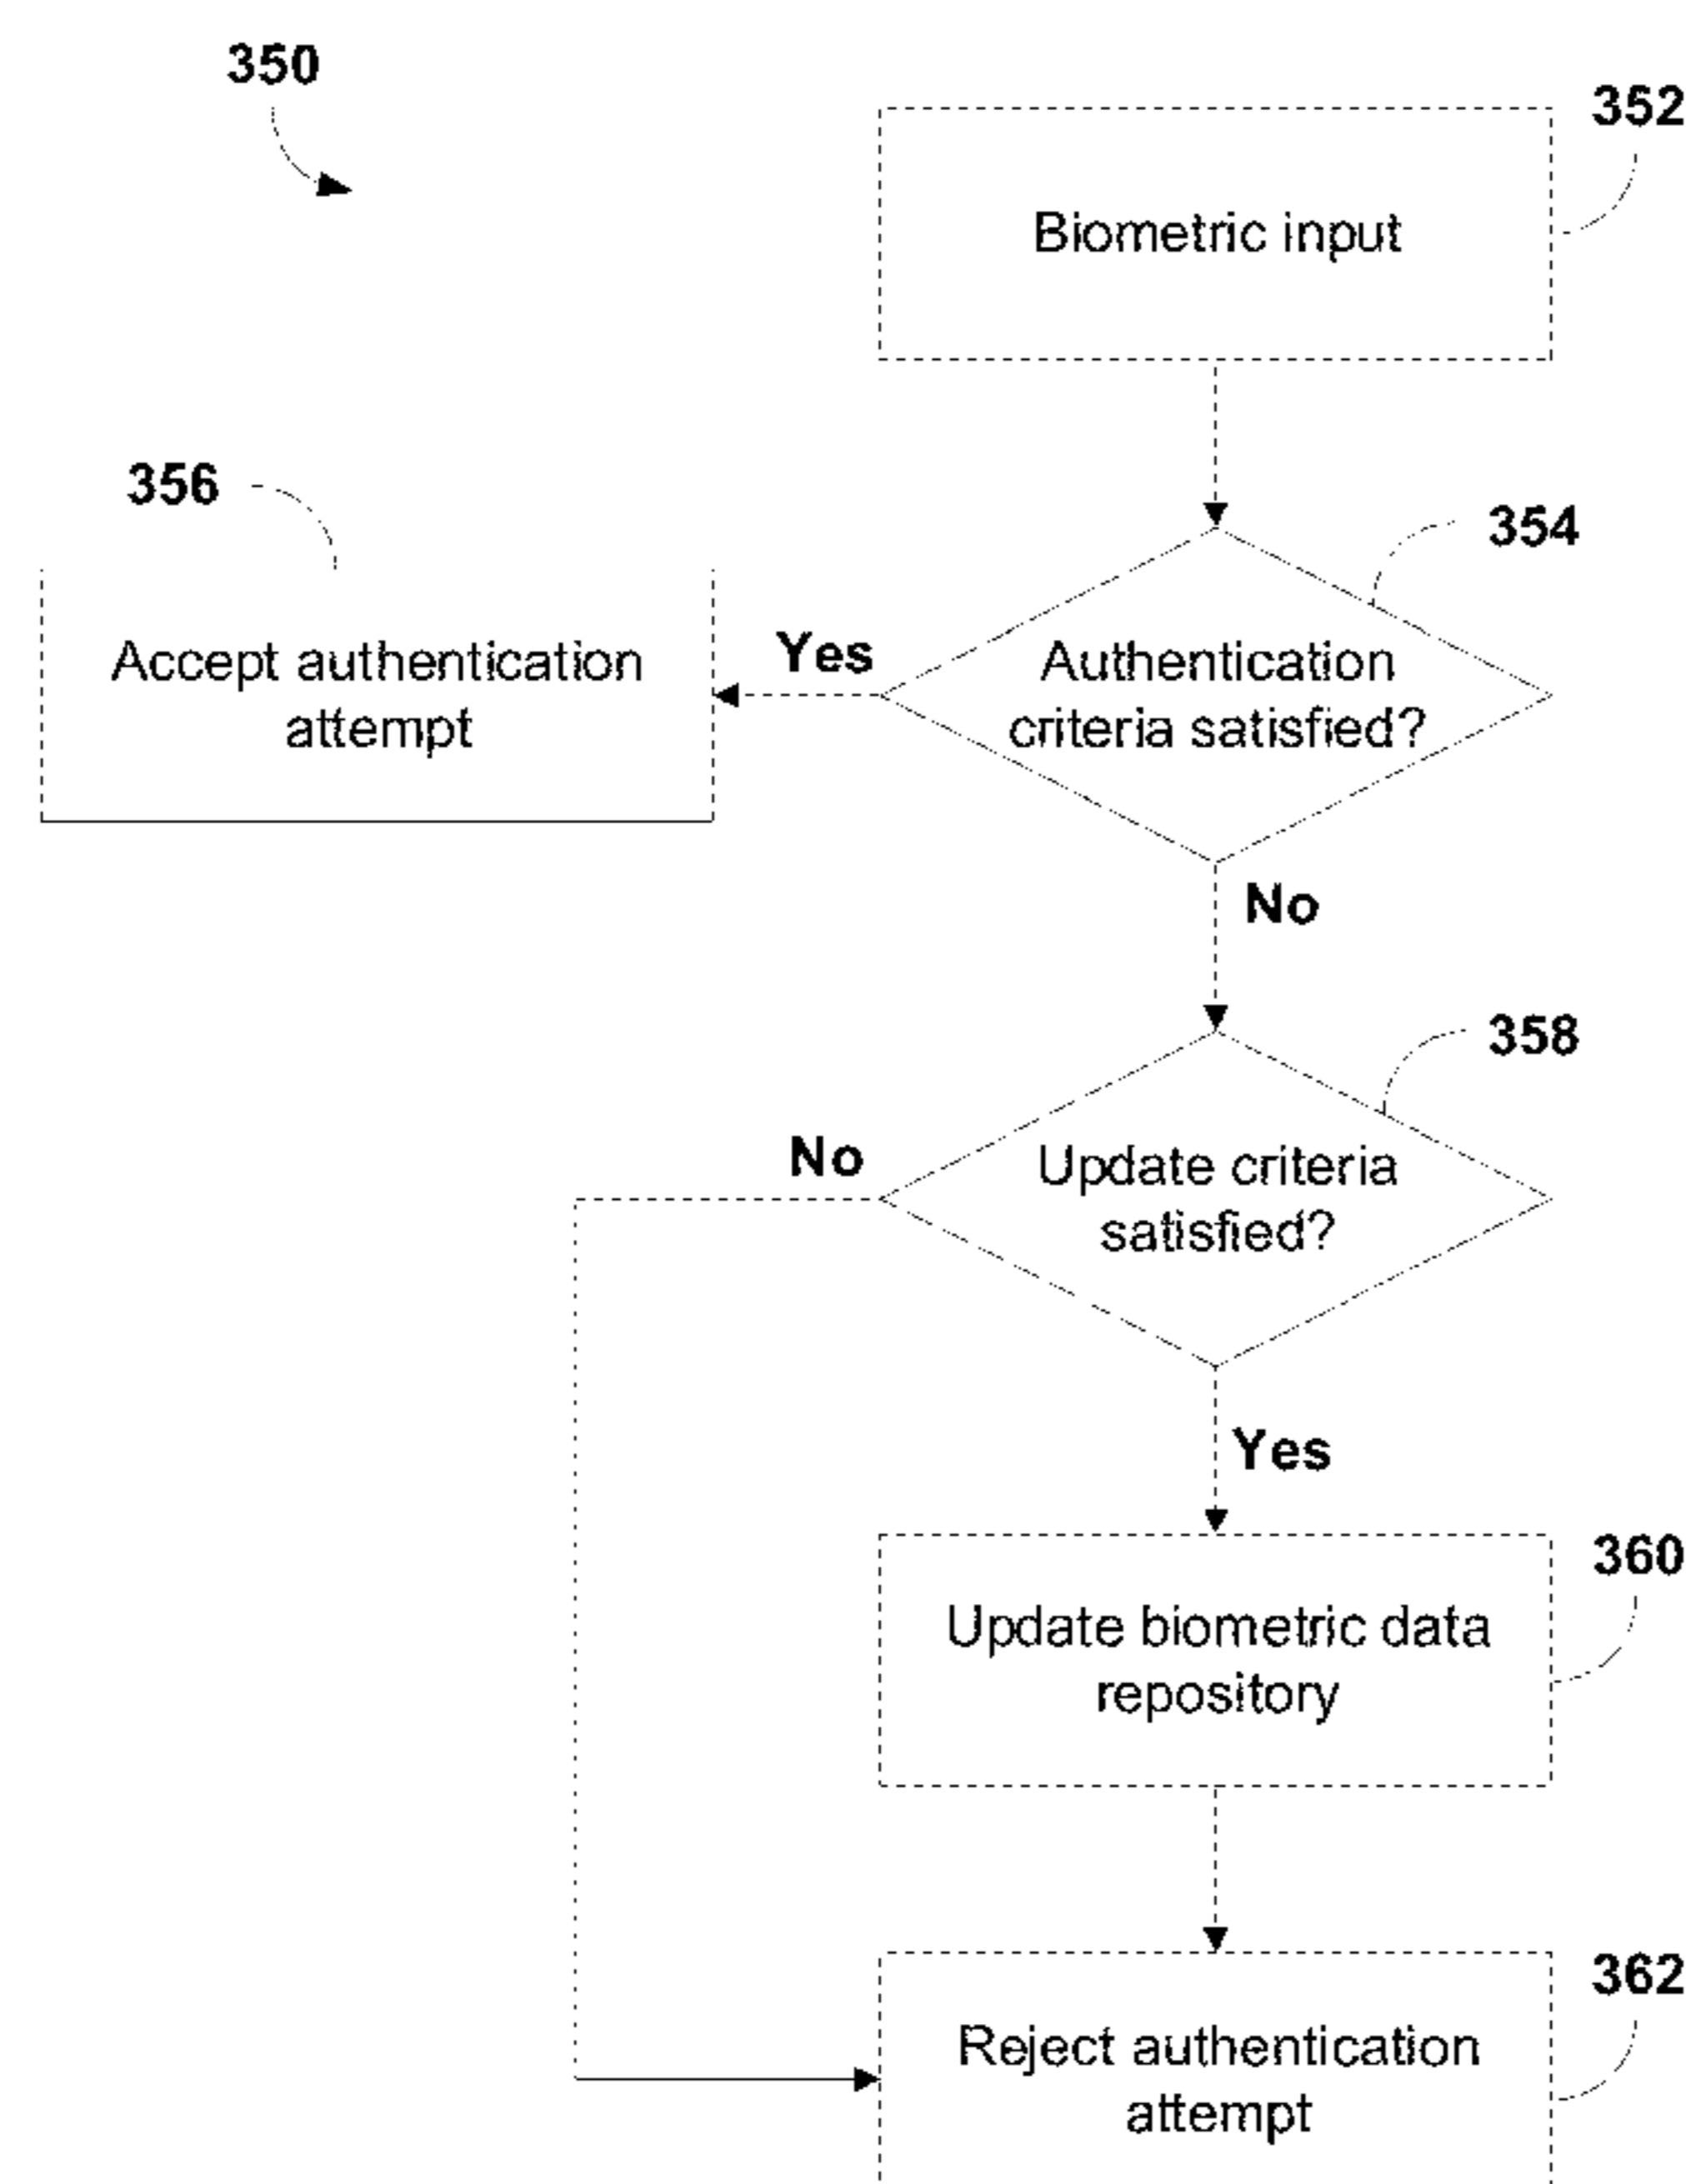 350
352
Biometric input
356
354
Accept authentication
attempt
Yes
Authentication
criteria satisfied?
No
358
No
Update criteria
satisfied?
Yes
360
Update biometric data
repository
362
Reject authentication
attempt